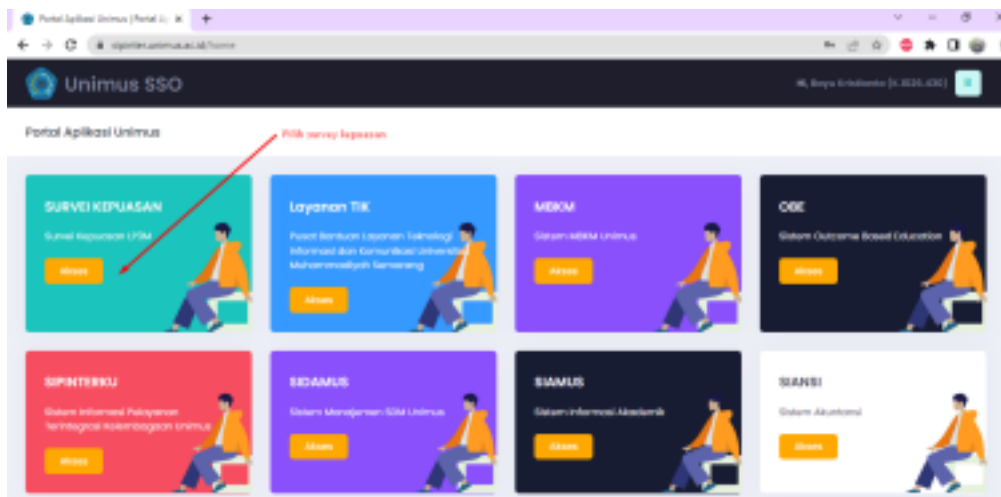 Portal Aplikasi Unimus | Portal
sipinter.unimus.ac.id/home
Unimus SSO
Portal Aplikasi Unimus
Pilih survey kepuasan
SURVEI KEPUASAN
Survei Kepuasan LP3M
Akses
Layanan TIK
Pusat Bantuan Layanan Teknologi
Informasi dan Komunikasi Universitas
Muhammadiyah Semarang
Akses
MBKM
Sistem MBKM Unimus
Akses
OBE
Sistem Outcome Based Education
Akses
SIPINTERKU
Sistem Informasi Pelayanan
Terintegrasi Kelembagaan Unimus
Akses
SIDAMUS
Sistem Manajemen SDM Unimus
Akses
SIAMUS
Sistem Informasi Akademik
Akses
SIANSI
Sistem Akuntansi
Akses